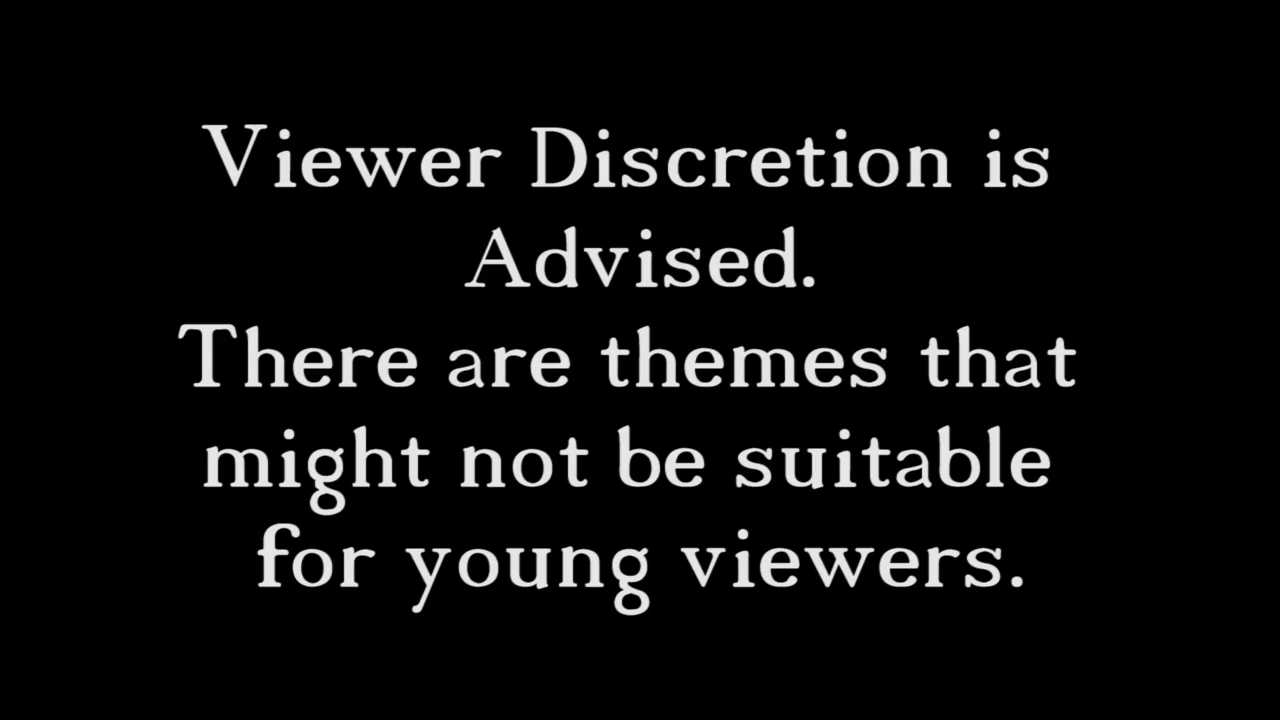 Viewer Discretion is
Advised.
There are themes that
might not be suitable
for young viewers.